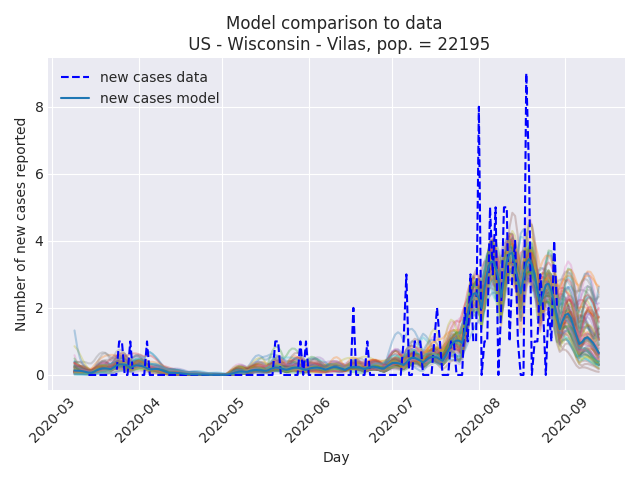 Model comparison to data
US - Wisconsin - Vilas, pop. = 22195
new cases data
new cases model
Number of new cases reported
8
6
4
2
0
2020-03
2020-04
2020-05
2020-06
2020-07
2020-08
2020-09
Day